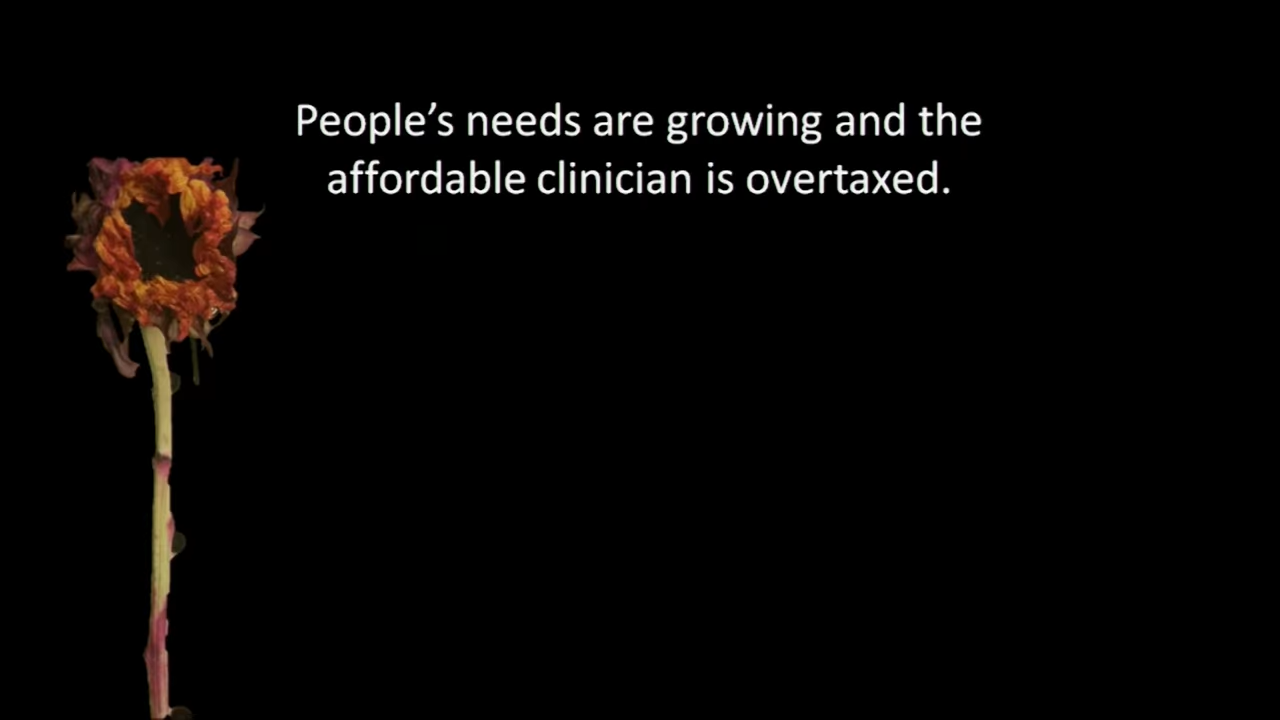 People’s needs are growing and the
affordable clinician is overtaxed.